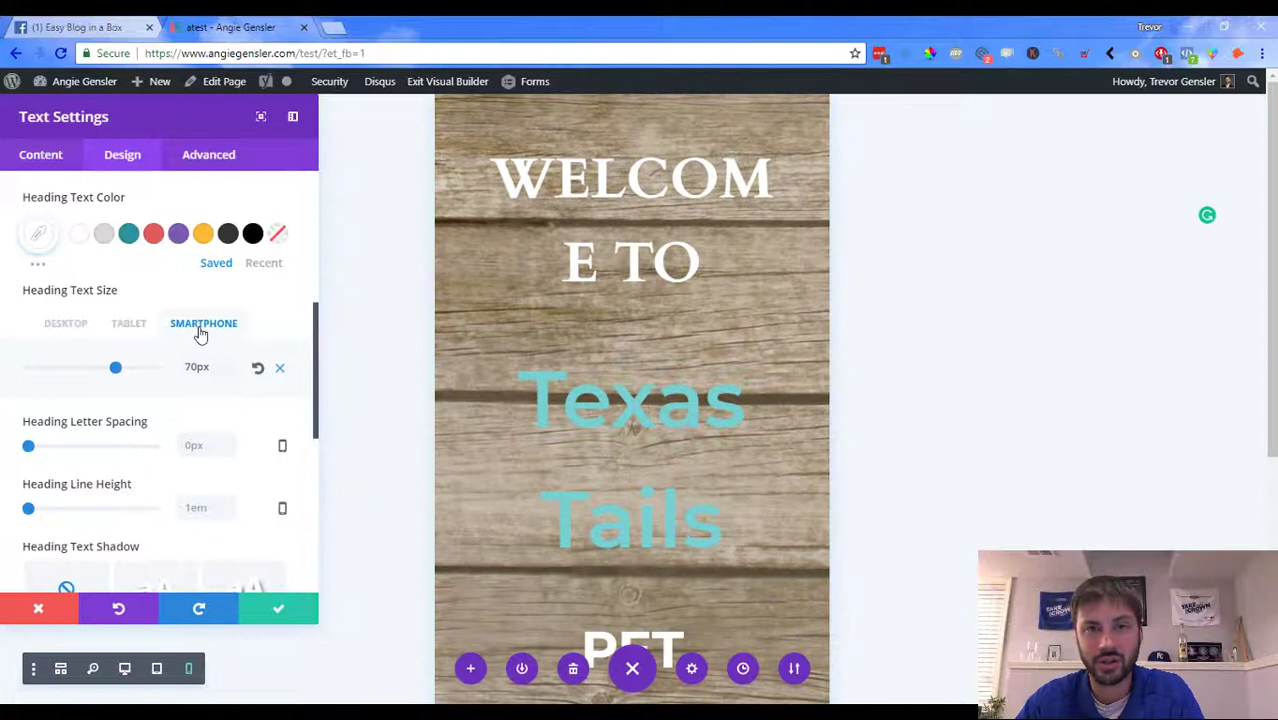 (1) Easy Blog in a Box
atest - Angie Gensler
Trevor
Secure
https://www.angiegensler.com/test/?et_fb=1
Angie Gensler
New
Edit Page
Security
Disqus
Exit Visual Builder
Forms
Howdy, Trevor Gensler
Text Settings
Content
Design
Advanced
Heading Text Color
Saved
Recent
Heading Text Size
DESKTOP
TABLET
SMARTPHONE
70px
Heading Letter Spacing
0px
Heading Line Height
1em
Heading Text Shadow
WELCOM
E TO
Texas
Tails
PET